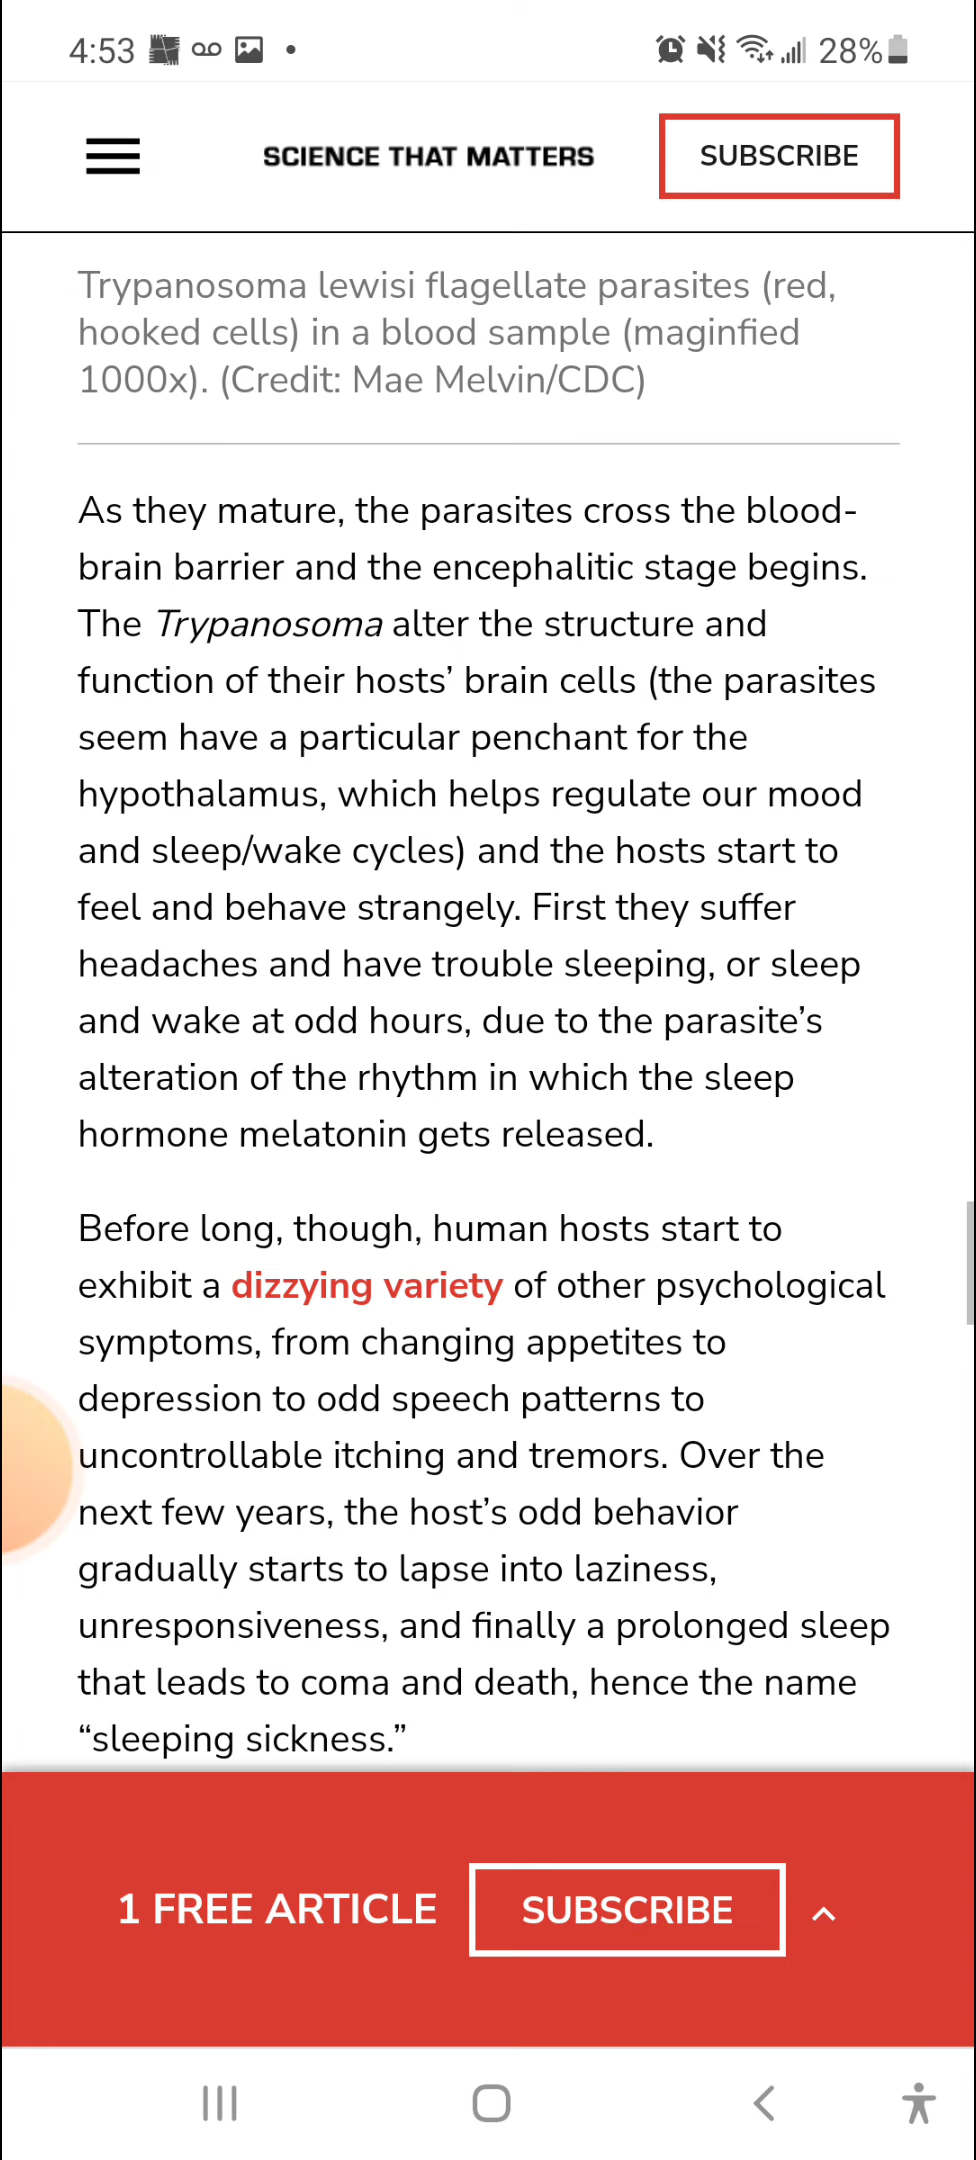 4:53
28%
SCIENCE THAT MATTERS
SUBSCRIBE
Trypanosoma lewisi flagellate parasites (red,
hooked cells) in a blood sample (maginfied
1000x). (Credit: Mae Melvin/CDC)
As they mature, the parasites cross the blood-
brain barrier and the encephalitic stage begins.
The Trypanosoma alter the structure and
function of their hosts’ brain cells (the parasites
seem have a particular penchant for the
hypothalamus, which helps regulate our mood
and sleep/wake cycles) and the hosts start to
feel and behave strangely. First they suffer
headaches and have trouble sleeping, or sleep
and wake at odd hours, due to the parasite’s
alteration of the rhythm in which the sleep
hormone melatonin gets released.
Before long, though, human hosts start to
exhibit a dizzying variety of other psychological
symptoms, from changing appetites to
depression to odd speech patterns to
uncontrollable itching and tremors. Over the
next few years, the host’s odd behavior
gradually starts to lapse into laziness,
unresponsiveness, and finally a prolonged sleep
that leads to coma and death, hence the name
“sleeping sickness.”
1 FREE ARTICLE
SUBSCRIBE